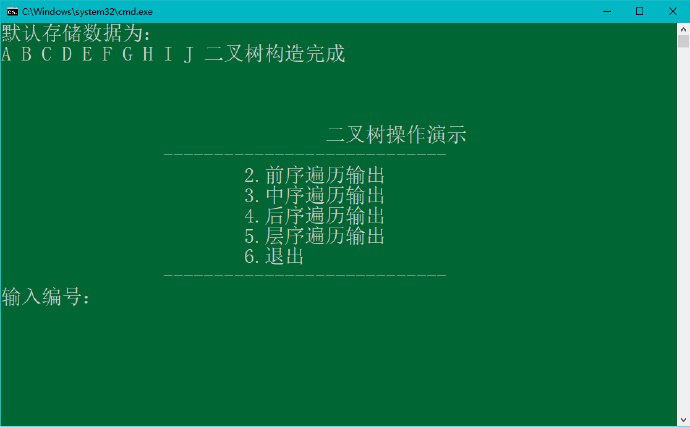 C:\Windows\system32\cmd.exe
默认存储数据为:
A B C D E F G H I J 二叉树构造完成
二叉树操作演示
----------------------------
2.前序遍历输出
3.中序遍历输出
4.后序遍历输出
5.层序遍历输出
6.退出
----------------------------
输入编号: